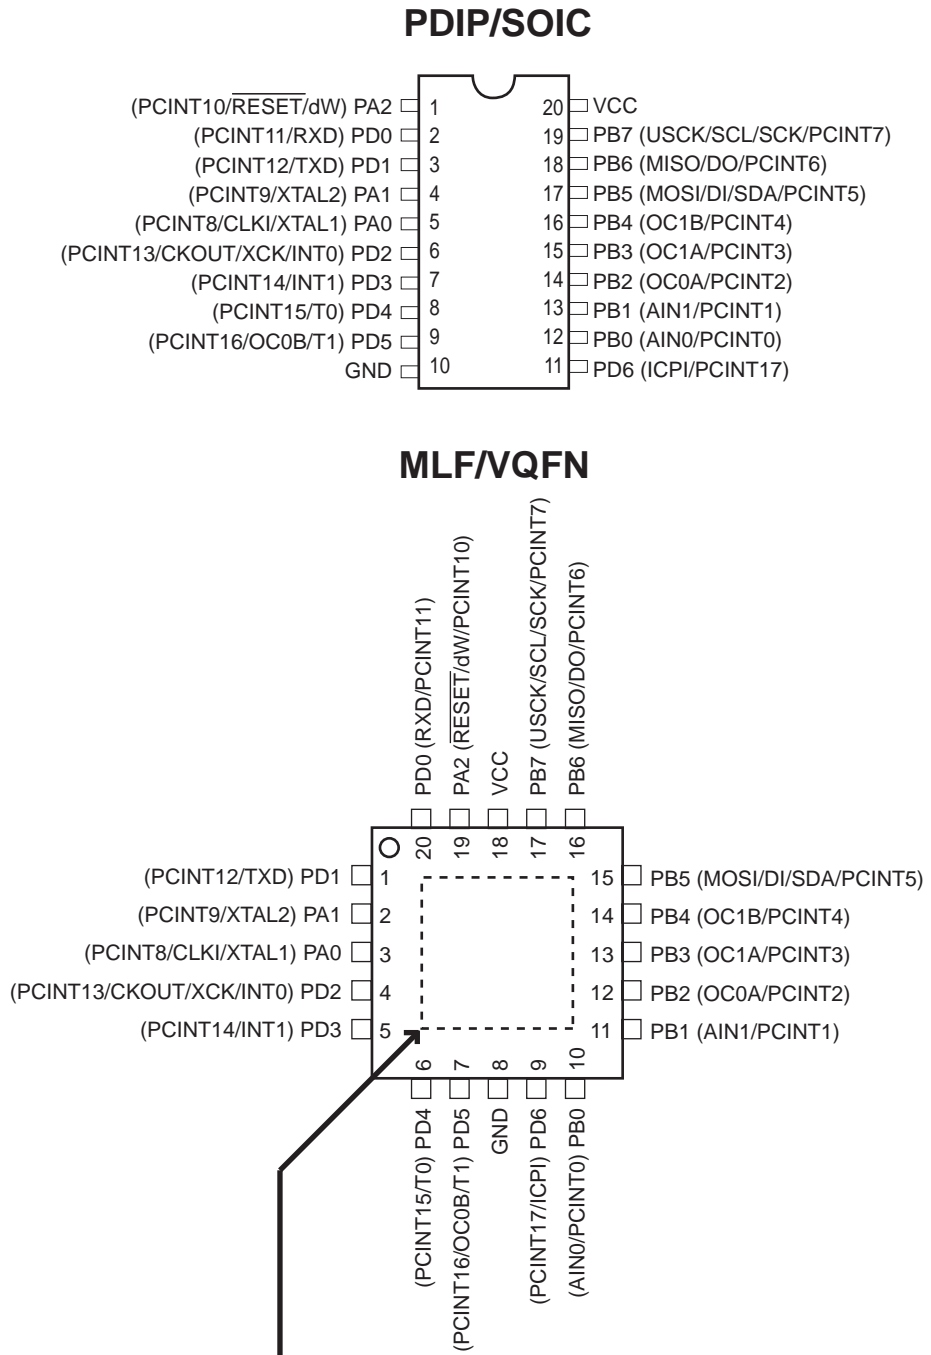 PDIP/SOIC
(PCINT10/RESET/dW) PA2 1 20 VCC
(PCINT11/RXD) PD0 2 19 PB7 (USCK/SCL/SCK/PCINT7)
(PCINT12/TXD) PD1 3 18 PB6 (MISO/DO/PCINT6)
(PCINT9/XTAL2) PA1 4 17 PB5 (MOSI/DI/SDA/PCINT5)
(PCINT8/CLKI/XTAL1) PA0 5 16 PB4 (OC1B/PCINT4)
(PCINT13/CKOUT/XCK/INT0) PD2 6 15 PB3 (OC1A/PCINT3)
(PCINT14/INT1) PD3 7 14 PB2 (OC0A/PCINT2)
(PCINT15/T0) PD4 8 13 PB1 (AIN1/PCINT1)
(PCINT16/OC0B/T1) PD5 9 12 PB0 (AIN0/PCINT0)
GND 10 11 PD6 (ICPI/PCINT17)
MLF/VQFN
PD0 (RXD/PCINT11)
PA2 (RESET/dW/PCINT10)
VCC
PB7 (USCK/SCL/SCK/PCINT7)
PB6 (MISO/DO/PCINT6)
20 19 18 17 16
(PCINT12/TXD) PD1 1 15 PB5 (MOSI/DI/SDA/PCINT5)
(PCINT9/XTAL2) PA1 2 14 PB4 (OC1B/PCINT4)
(PCINT8/CLKI/XTAL1) PA0 3 13 PB3 (OC1A/PCINT3)
(PCINT13/CKOUT/XCK/INT0) PD2 4 12 PB2 (OC0A/PCINT2)
(PCINT14/INT1) PD3 5 11 PB1 (AIN1/PCINT1)
6 7 8 9 10
(PCINT15/T0) PD4
(PCINT16/OC0B/T1) PD5
GND
(PCINT17/ICPI) PD6
(AIN0/PCINT0) PB0